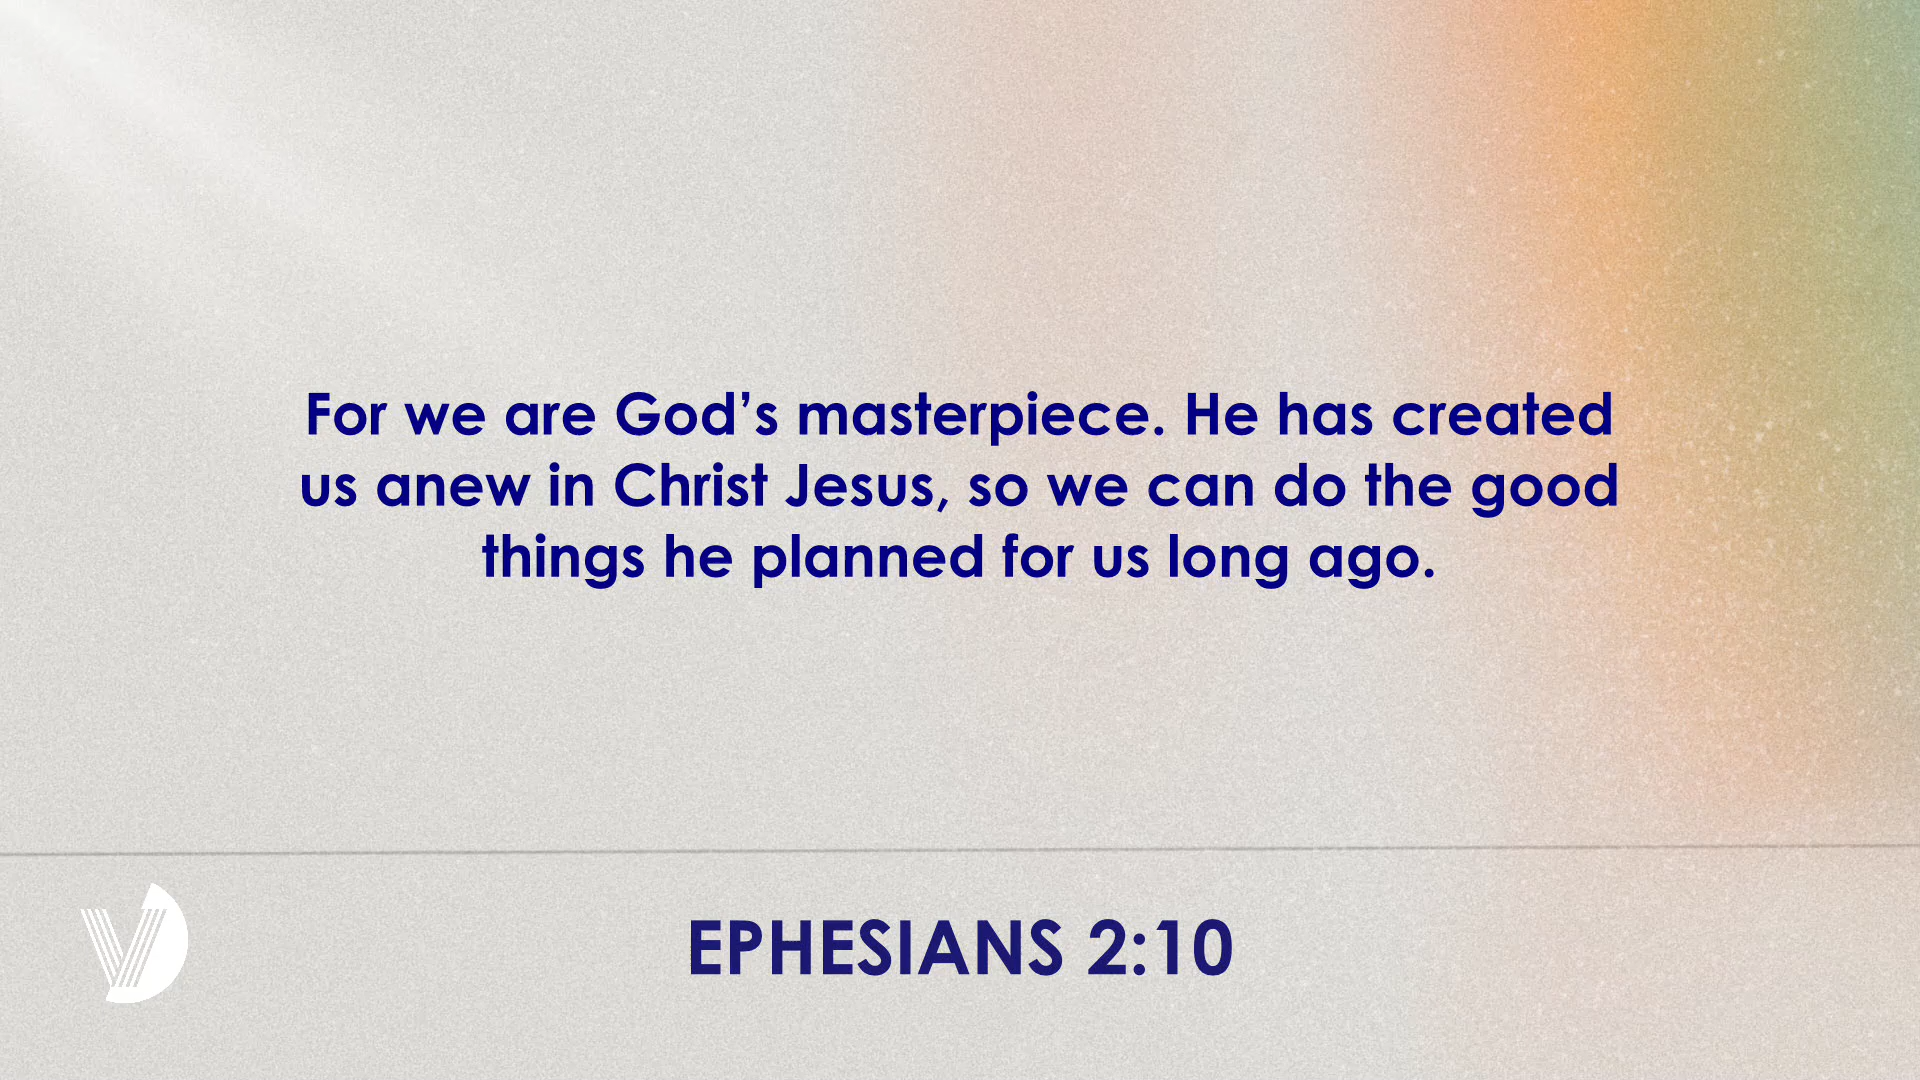 For we are God’s masterpiece. He has created
us anew in Christ Jesus, so we can do the good
things he planned for us long ago.
EPHESIANS 2:10